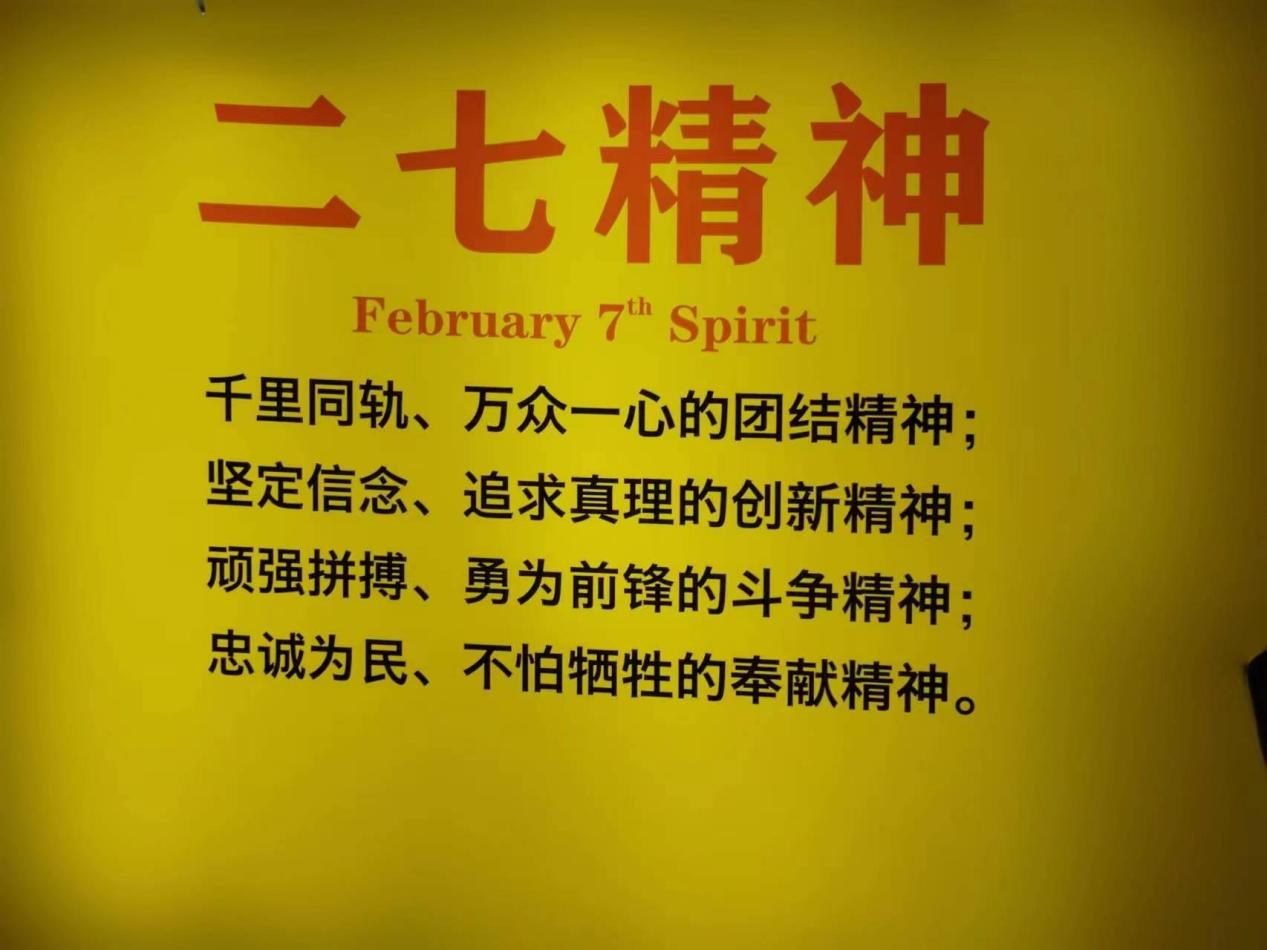 二七精神
February 7th Spirit
千里同轨、万众一心的团结精神；
坚定信念、追求真理的创新精神；
顽强拼搏、勇为前锋的斗争精神；
忠诚为民、不怕牺牲的奉献精神。